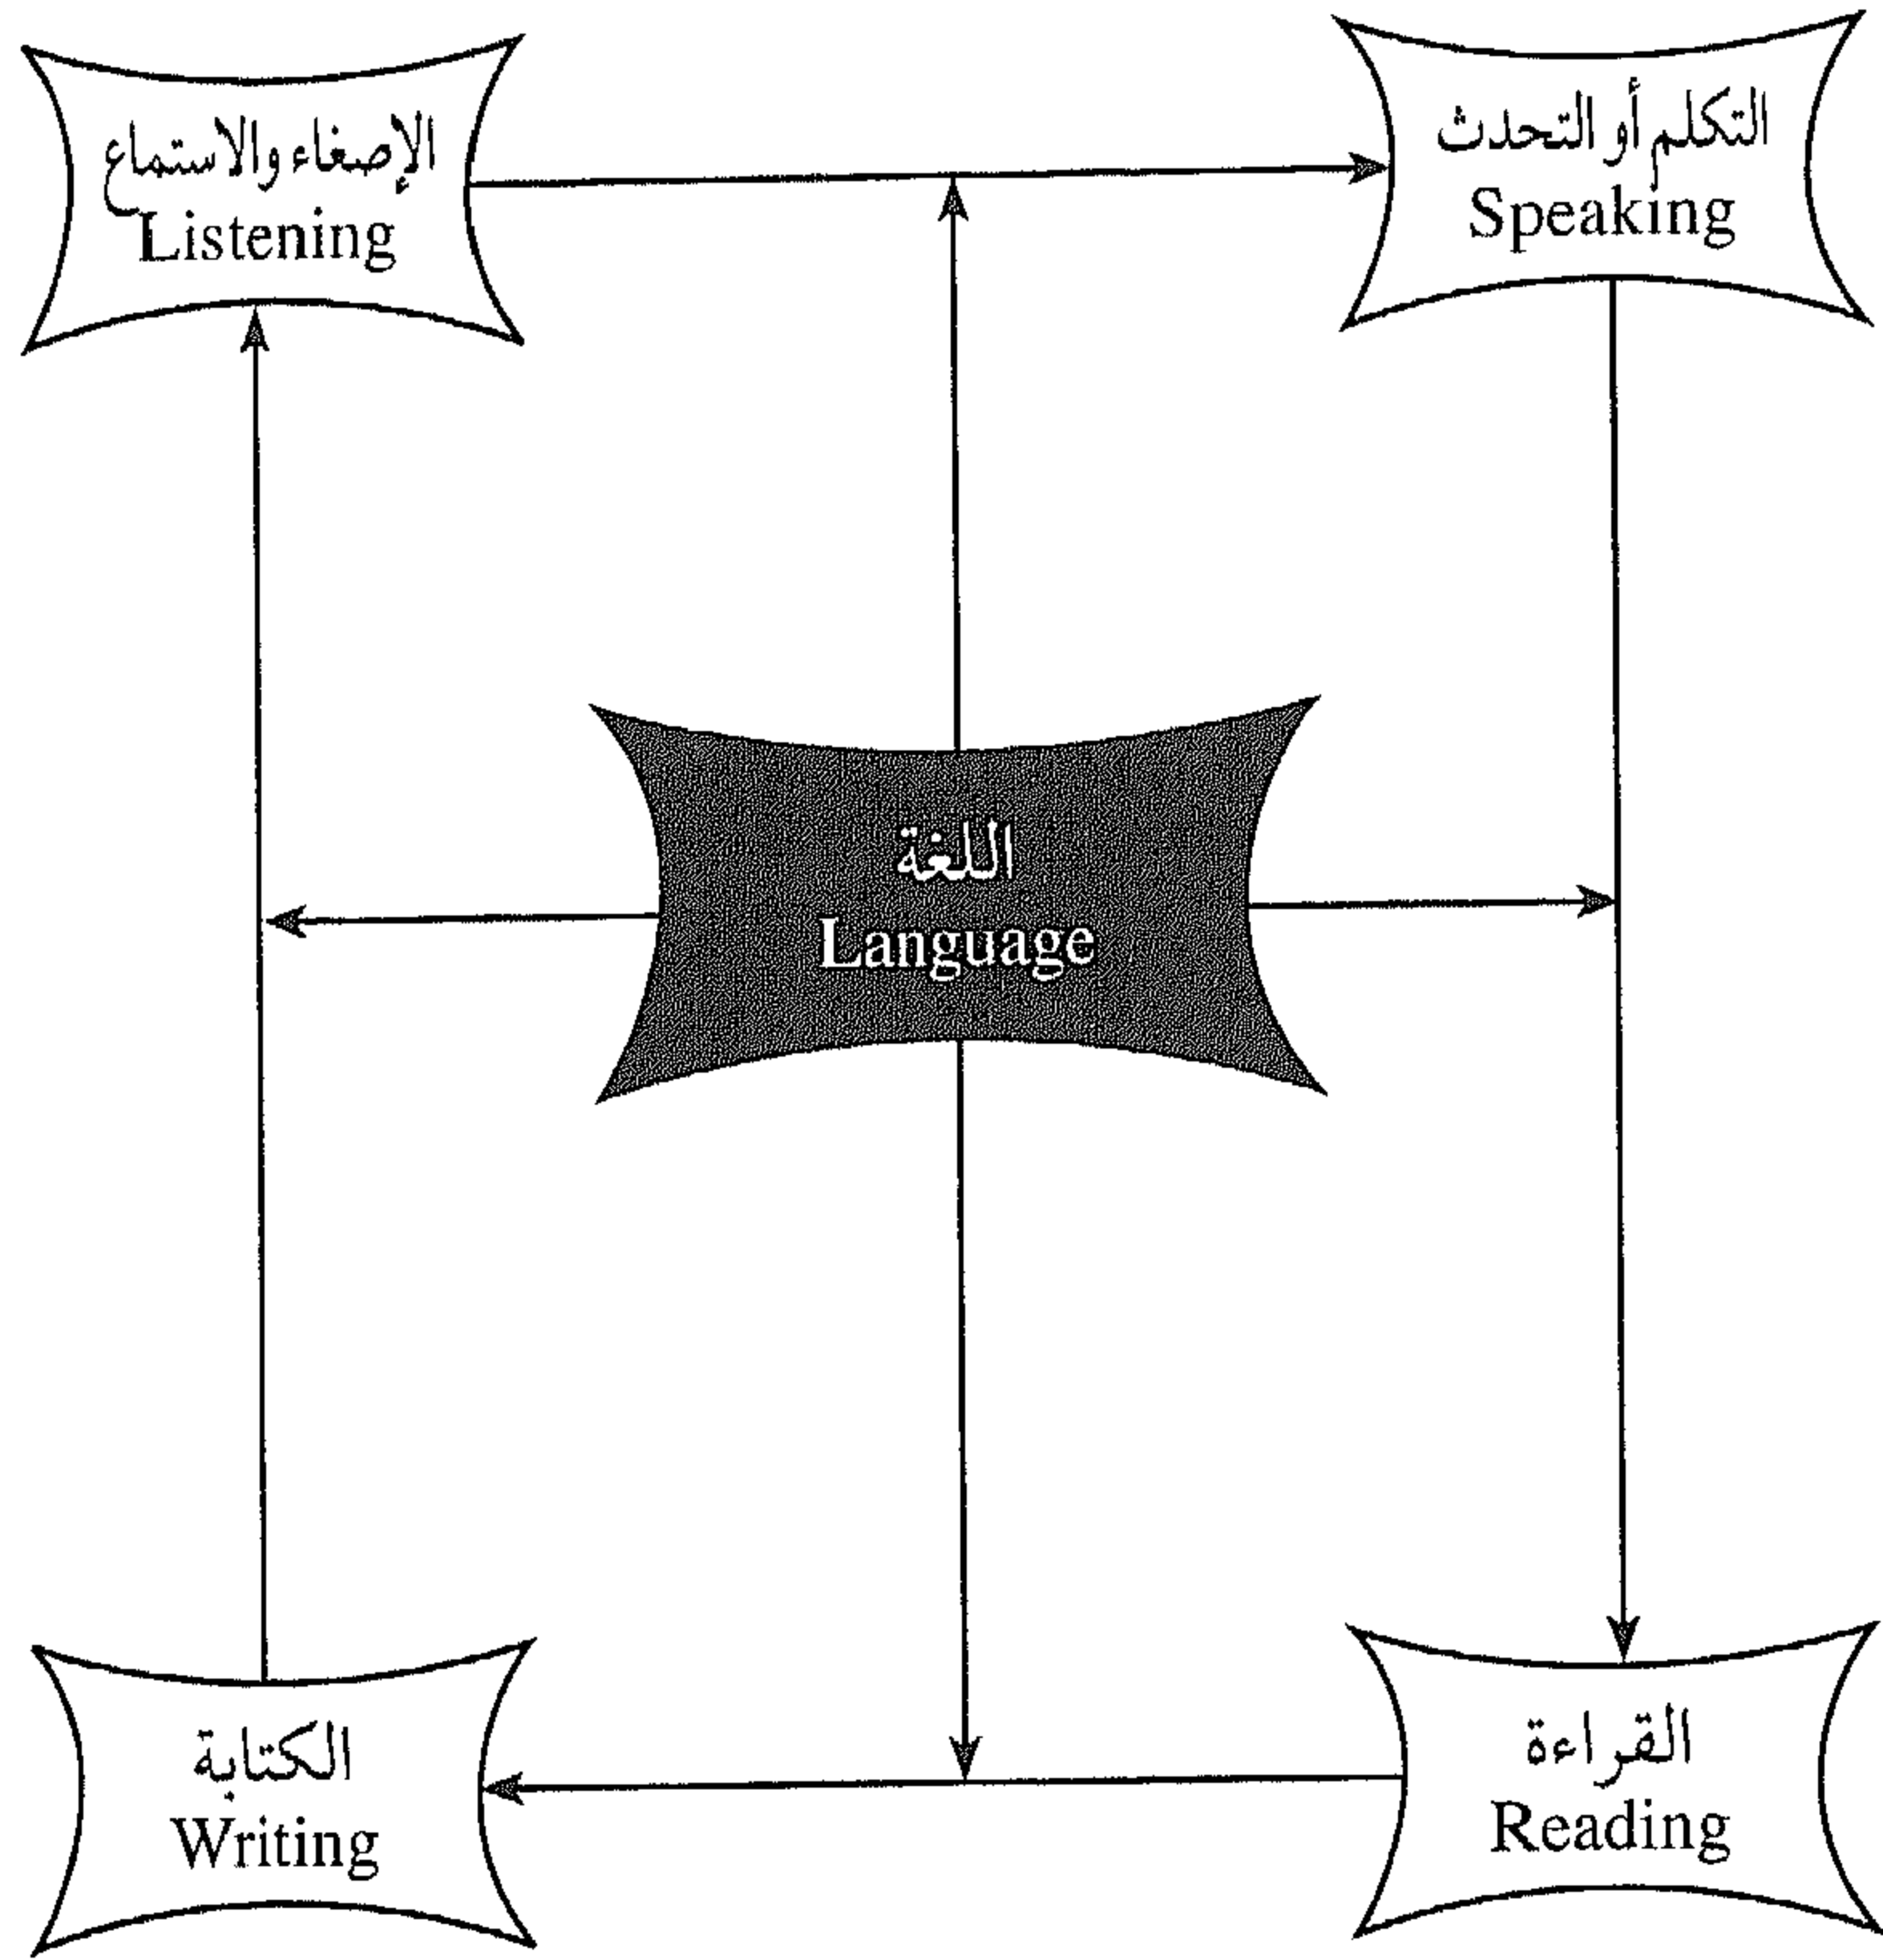 الإصغاء والاستماع
Listening
التكلم أو التحدث
Speaking
اللغة
Language
الكتابة
Writing
القراءة
Reading